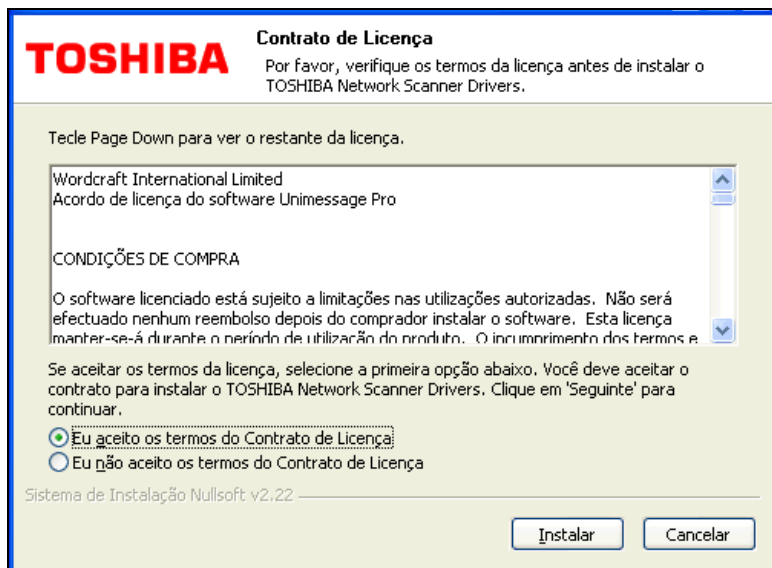 TOSHIBA
Contrato de Licença
Por favor, verifique os termos da licença antes de instalar o
TOSHIBA Network Scanner Drivers.
Tecle Page Down para ver o restante da licença.
Wordcraft International Limited
Acordo de licença do software Unimessage Pro
CONDIÇÕES DE COMPRA
O software licenciado está sujeito a limitações nas utilizações autorizadas.  Não será
efectuado nenhum reembolso depois do comprador instalar o software.  Esta licença
manter-se-á durante o período de utilização do produto.  O incumprimento dos termos e
Se aceitar os termos da licença, selecione a primeira opção abaixo. Você deve aceitar o
contrato para instalar o TOSHIBA Network Scanner Drivers. Clique em 'Seguinte' para
continuar.
Eu aceito os termos do Contrato de Licença
Eu não aceito os termos do Contrato de Licença
Sistema de Instalação Nullsoft v2.22
Instalar
Cancelar